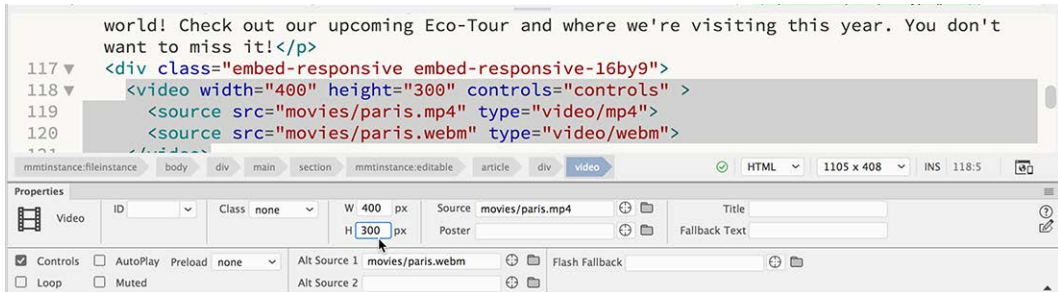 world! Check out our upcoming Eco-Tour and where we're visiting this year. You don't
want to miss it!</p>
117 <div class="embed-responsive embed-responsive-16by9">
118 <video width="400" height="300" controls="controls" >
119 <source src="movies/paris.mp4" type="video/mp4">
120 <source src="movies/paris.webm" type="video/webm">
121 </video>
mmtinstance:fileinstance body div main section mmtinstance:editable article div video HTML 1105 x 408 INS 118:5
Properties
Video ID Class none W 400 px Source movies/paris.mp4 Title
H 300 px Poster Fallback Text
Controls AutoPlay Preload none Alt Source 1 movies/paris.webm Flash Fallback
Loop Muted Alt Source 2